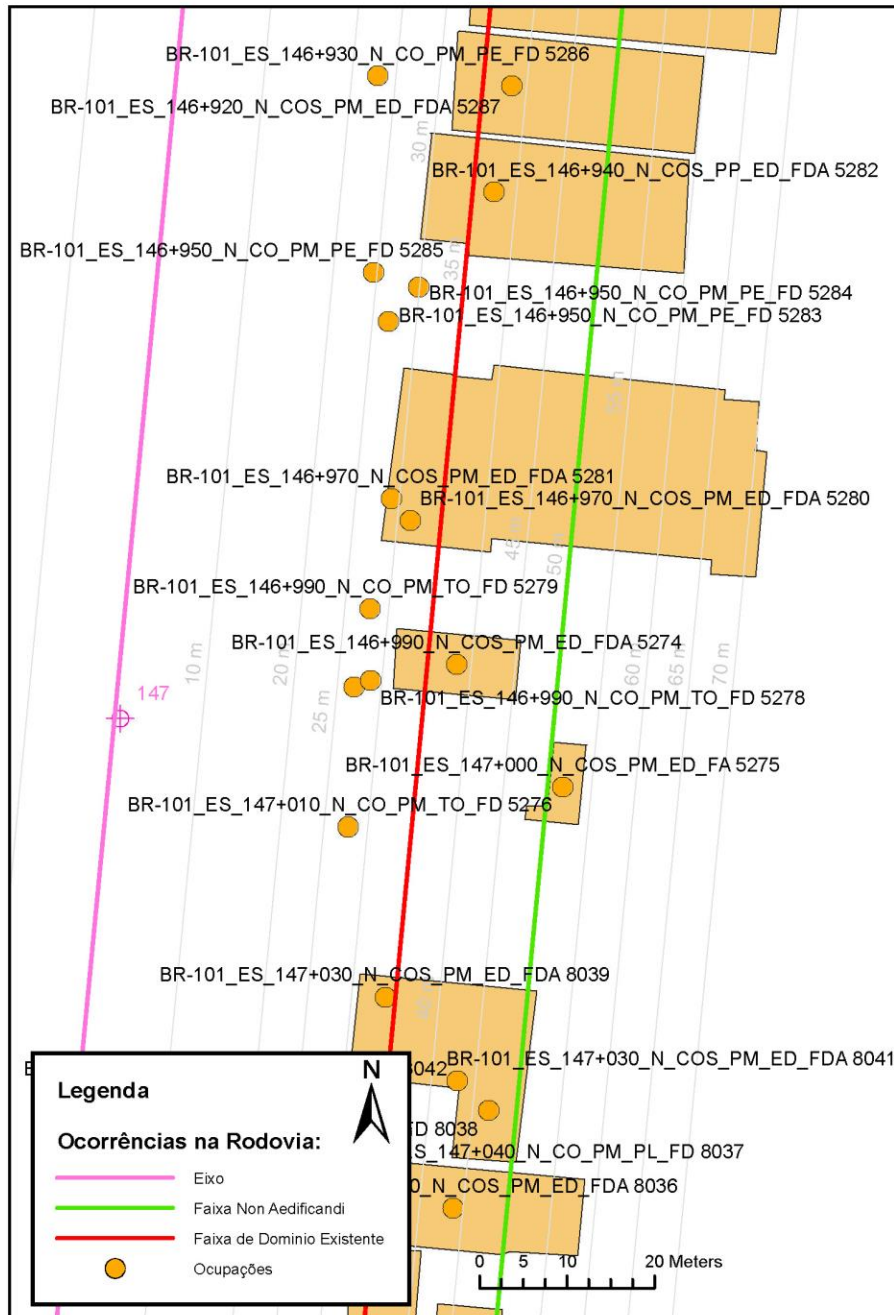 BR-101_ES_146+930_N_CO_PM_PE_FD 5286
BR-101_ES_146+920_N_COS_PM_ED_FDA 5287
30 m
BR-101_ES_146+940_N_COS_PP_ED_FDA 5282
BR-101_ES_146+950_N_CO_PM_PE_FD 5285
35 m
BR-101_ES_146+950_N_CO_PM_PE_FD 5284
BR-101_ES_146+950_N_CO_PM_PE_FD 5283
55 m
BR-101_ES_146+970_N_COS_PM_ED_FDA 5281
BR-101_ES_146+970_N_COS_PM_ED_FDA 5280
45 m
50 m
BR-101_ES_146+990_N_CO_PM_TO_FD 5279
BR-101_ES_146+990_N_COS_PM_ED_FDA 5274
10 m
20 m
25 m
60 m
65 m
70 m
147
BR-101_ES_146+990_N_CO_PM_TO_FD 5278
BR-101_ES_147+000_N_COS_PM_ED_FA 5275
BR-101_ES_147+010_N_CO_PM_TO_FD 5276
BR-101_ES_147+030_N_COS_PM_ED_FDA 8039
40 m
8042
BR-101_ES_147+030_N_COS_PM_ED_FDA 8041
FD 8038
ES_147+040_N_CO_PM_PL_FD 8037
0_N_COS_PM_ED_FDA 8036
N
Legenda
Ocorrências na Rodovia:
Eixo
Faixa Non Aedificandi
Faixa de Dominio Existente
Ocupações
0 5 10 20 Meters